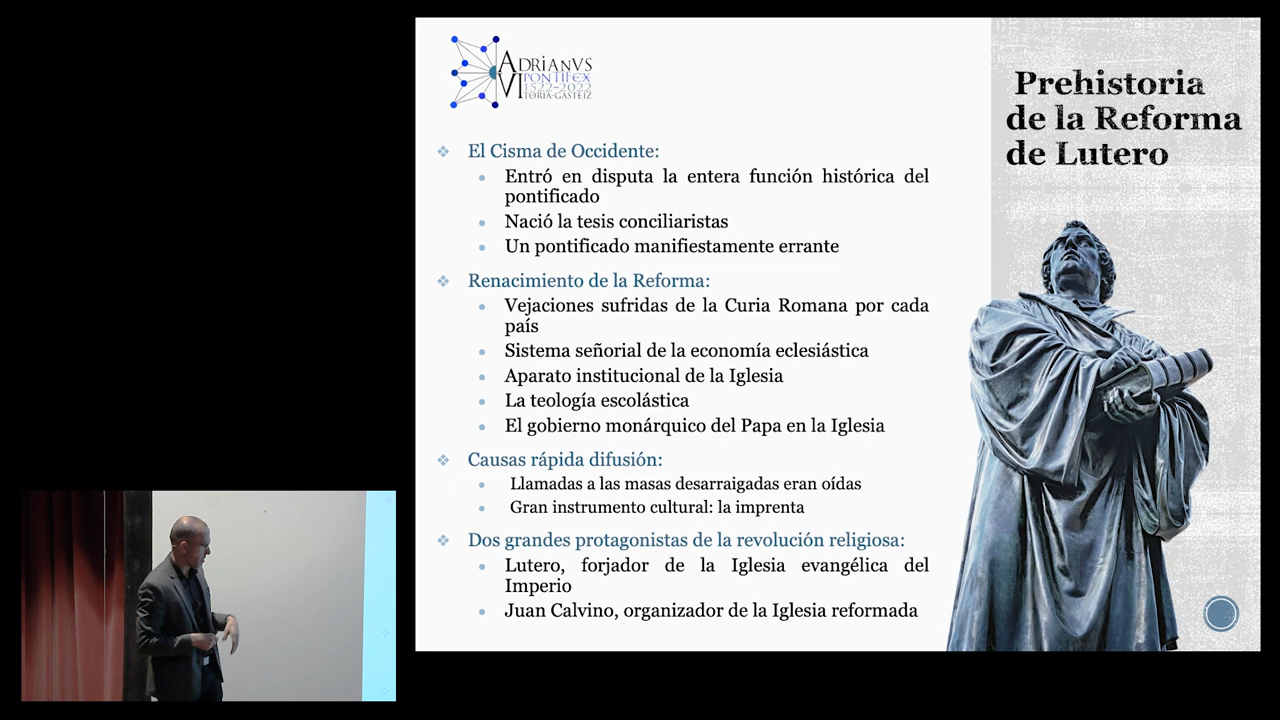 ADRIANVS
VI PONTIFEX
1522-2022
VITORIA-GASTEIZ
Prehistoria
de la Reforma
de Lutero
El Cisma de Occidente:
Entró en disputa la entera función histórica del
pontificado
Nació la tesis conciliaristas
Un pontificado manifiestamente errante
Renacimiento de la Reforma:
Vejaciones sufridas de la Curia Romana por cada
país
Sistema señorial de la economía eclesiástica
Aparato institucional de la Iglesia
La teología escolástica
El gobierno monárquico del Papa en la Iglesia
Causas rápida difusión:
Llamadas a las masas desarraigadas eran oídas
Gran instrumento cultural: la imprenta
Dos grandes protagonistas de la revolución religiosa:
Lutero, forjador de la Iglesia evangélica del
Imperio
Juan Calvino, organizador de la Iglesia reformada